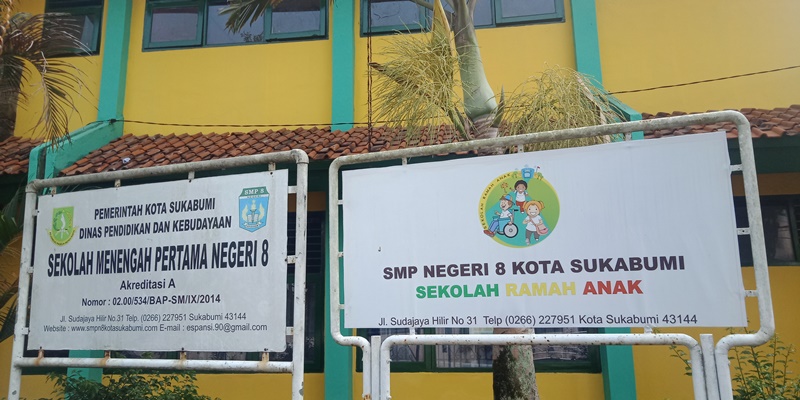 PEMERINTAH KOTA SUKABUMI
DINAS PENDIDIKAN DAN KEBUDAYAAN
SEKOLAH MENENGAH PERTAMA NEGERI 8
Akreditasi A
Nomor : 02.00/534/BAP-SM/IX/2014
Jl. Sudajaya Hilir No.31 Telp (0266) 227951 Sukabumi 43144
Website : www.smpn8kotasukabumi.com E-mail : espansi.90@gmail.com
SMP 8
SEKOLAH RAMAH ANAK
SMP NEGERI 8 KOTA SUKABUMI
SEKOLAH RAMAH ANAK
Jl. Sudajaya Hilir No 31 Telp (0266) 227951 Kota Sukabumi 43144